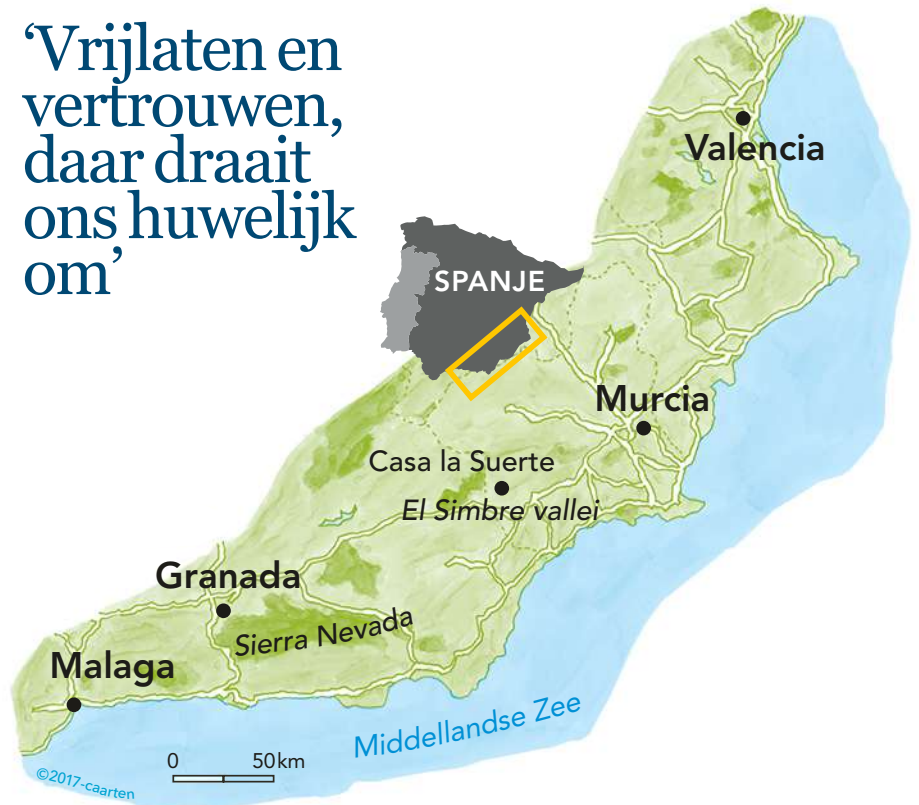 ‘Vrijlaten en
vertrouwen,
daar draait
ons huwelijk
om’
Valencia
SPANJE
Murcia
Casa la Suerte
El Simbre vallei
Granada
Sierra Nevada
Malaga
Middellandse Zee
0 50km
©2017-caarten